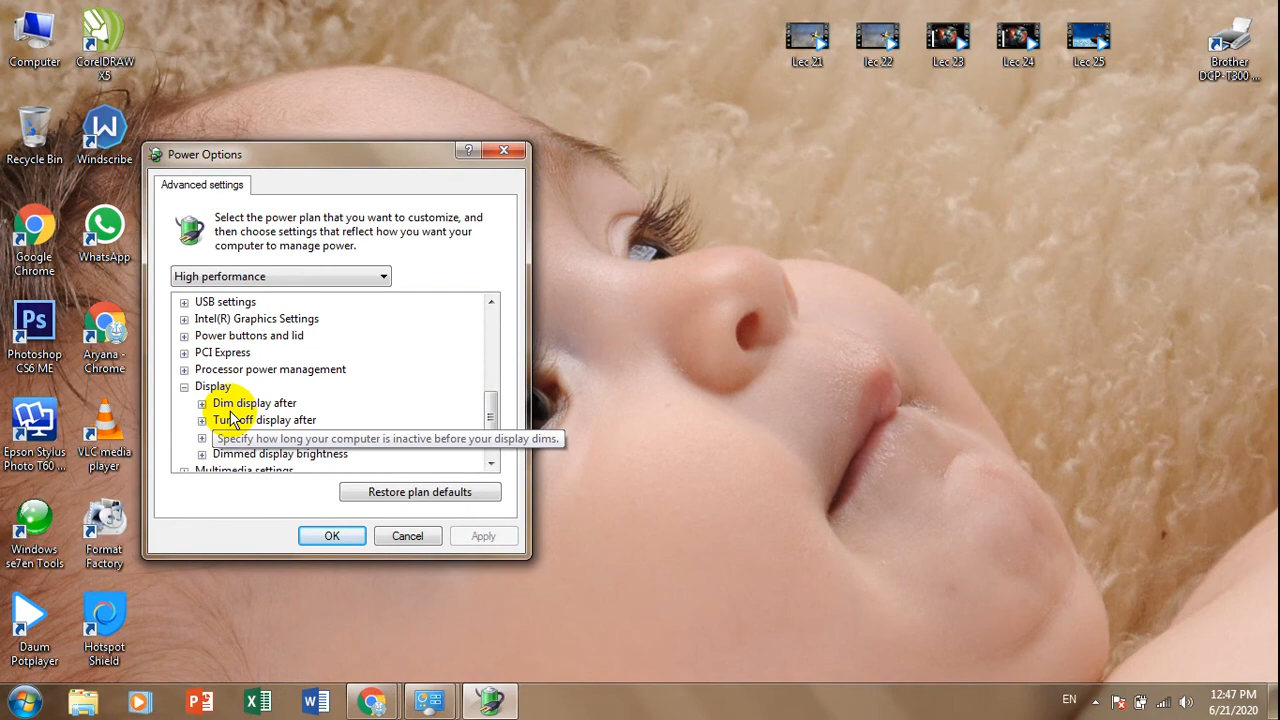 Computer
CorelDRAW
X5
Lec 21
lec 22
Lec 23
Lec 24
Lec 25
Brother
DCP-T300 ...
Recycle Bin
Windscribe
Google
Chrome
WhatsApp
Photoshop
CS6 ME
Aryana -
Chrome
Epson Stylus
Photo T60 ...
VLC media
player
Windows
se7en Tools
Format
Factory
Daum
Potplayer
Hotspot
Shield
Power Options
Advanced settings
Select the power plan that you want to customize, and
then choose settings that reflect how you want your
computer to manage power.
High performance
USB settings
Intel(R) Graphics Settings
Power buttons and lid
PCI Express
Processor power management
Display
Dim display after
Turn off display after
Specify how long your computer is inactive before your display dims.
Dimmed display brightness
Multimedia settings
Restore plan defaults
OK
Cancel
Apply
EN
12:47 PM
6/21/2020